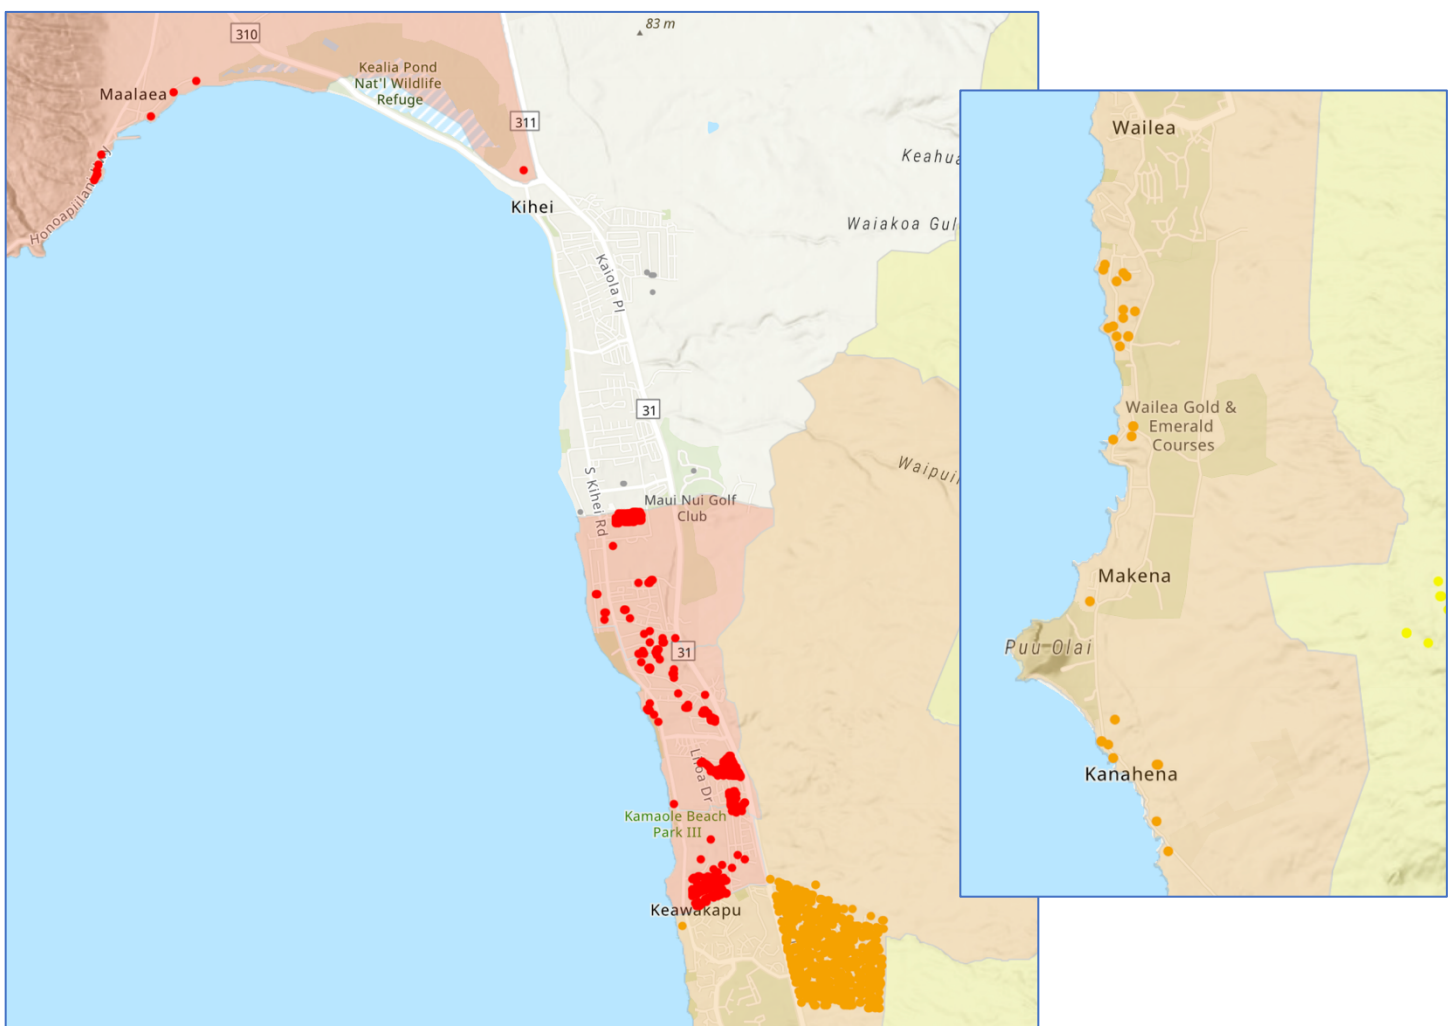 83 m
310
Kealia Pond
Nat'l Wildlife
Refuge
Maalaea
311
Keahua
Kihei
Waiakoa Gul
Honoapiilani
Kaiola Pl
31
Waipui
S Kihei Rd
Maui Nui Golf
Club
31
Liloa Dr
Kamaole Beach
Park III
Keawakapu
Wailea
Wailea Gold &
Emerald
Courses
Makena
Puu Olai
Kanahena